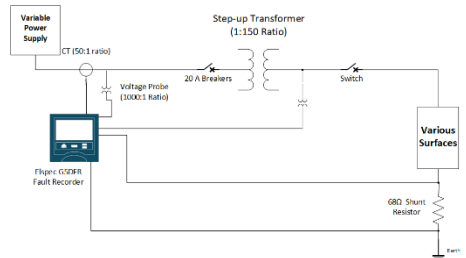 Variable
Power
Supply
Step-up Transformer
(1:150 Ratio)
CT (50:1 ratio)
20 A Breakers
Switch
Voltage Probe
(1000:1 Ratio)
Various
Surfaces
Elspec G5DFR
Fault Recorder
68Ω Shunt
Resistor
Earth